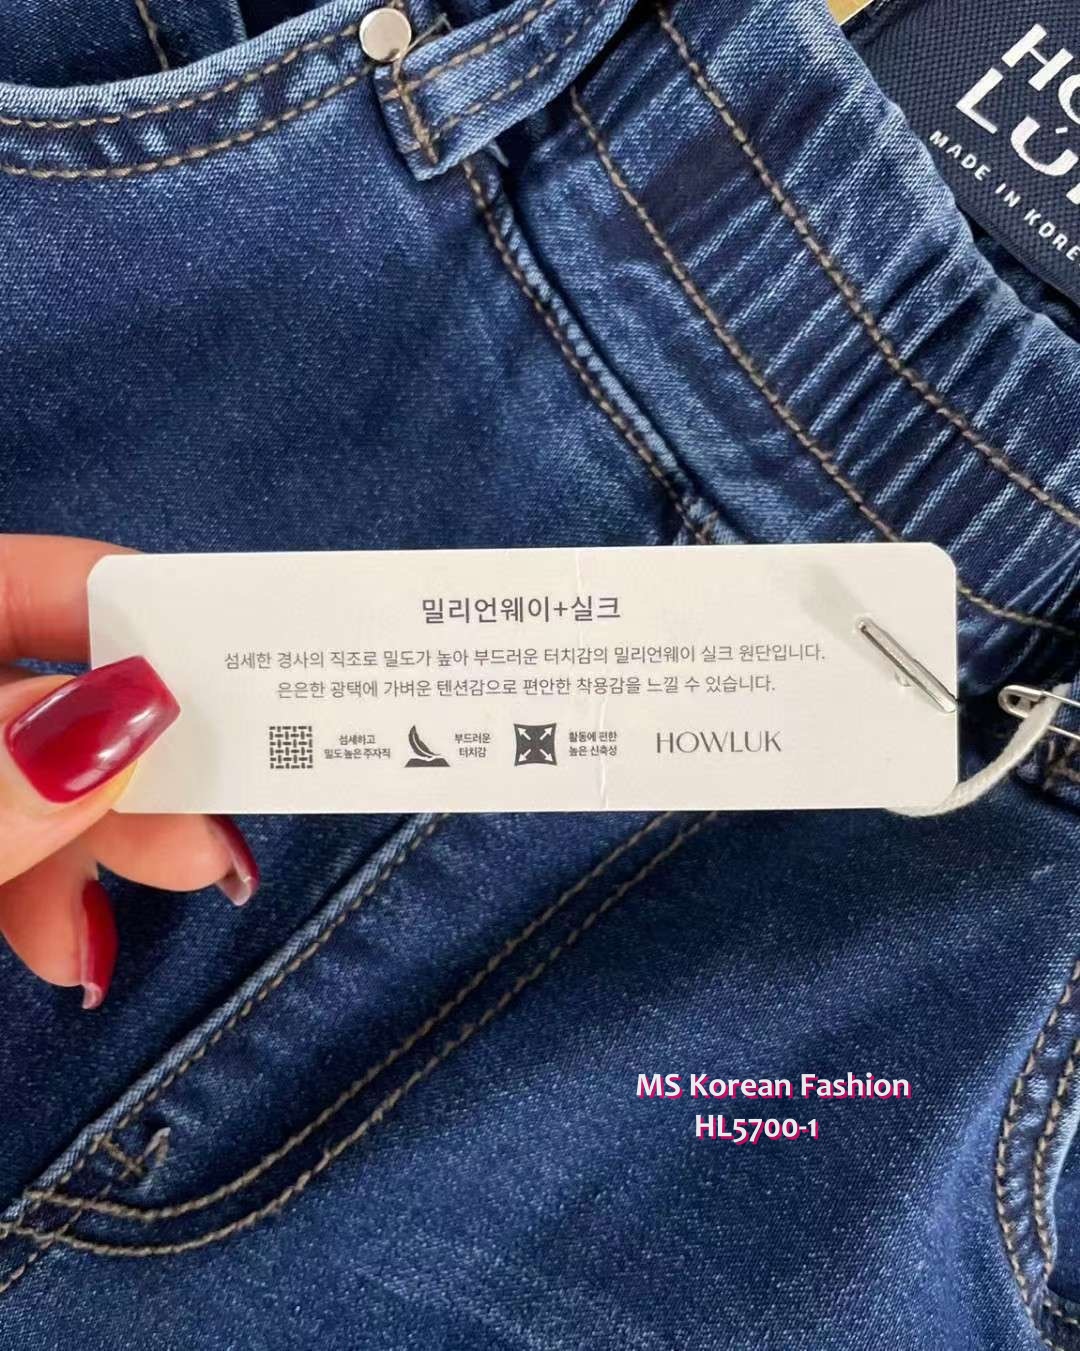 MADE IN KORE
밀리언웨이+실크
섬세한 경사의 직조로 밀도가 높아 부드러운 터치감의 밀리언웨이 실크 원단입니다.
은은한 광택에 가벼운 텐션감으로 편안한 착용감을 느낄 수 있습니다.
섬세하고
밀도 높은 주자직
부드러운
터치감
활동에 편한
높은 신축성
HOWLUK
MS Korean Fashion
HL5700-1